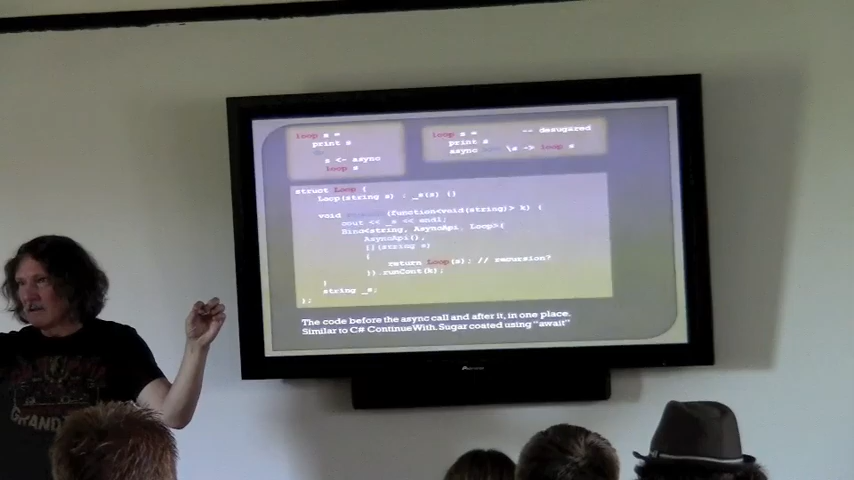 loop s =
print s
s <- async
loop s
loop s = -- desugared
print s
async \s -> loop s
struct Loop {
Loop(string s) : _s(s) {}
void (function<void(string)> k) {
cout << _s << endl;
Bind<string, AsyncApi, Loop>(
AsyncApi(),
[](string s)
{
return Loop(s); // recursion?
}).runCont(k);
}
string _s;
};
The code before the async call and after it, in one place.
Similar to C# ContinueWith. Sugar coated using "await"
GRAND